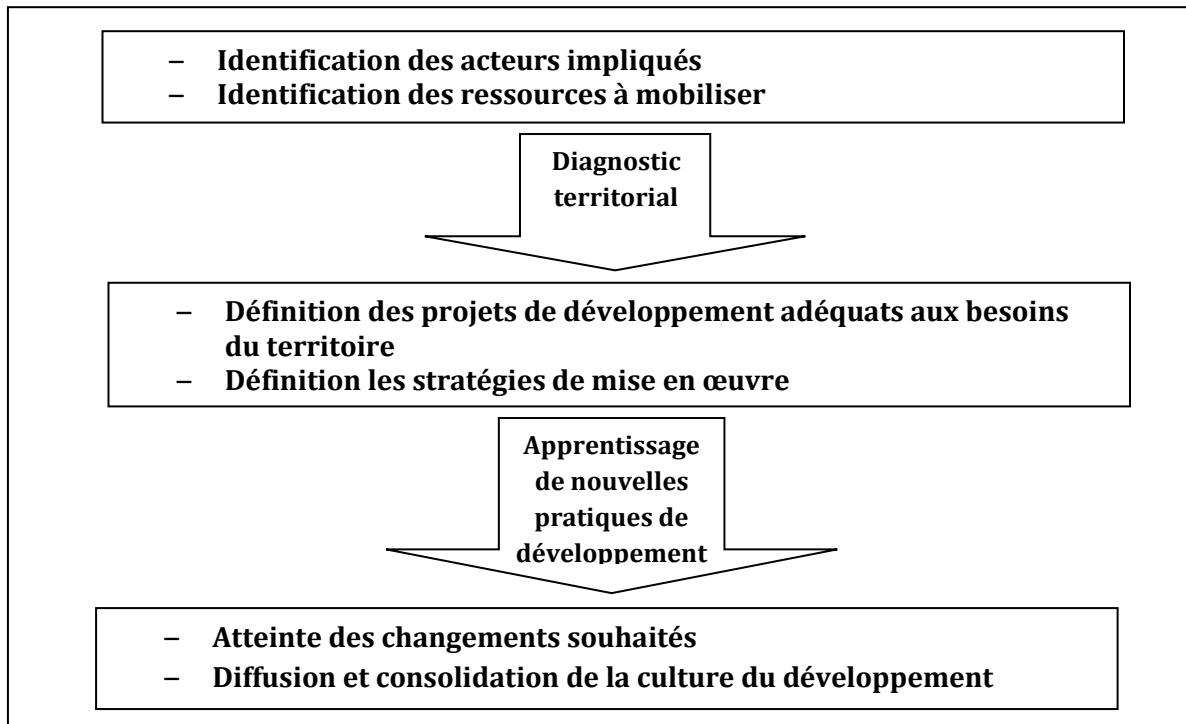 – Identification des acteurs impliqués
– Identification des ressources à mobiliser
Diagnostic
territorial
– Définition des projets de développement adéquats aux besoins
du territoire
– Définition les stratégies de mise en œuvre
Apprentissage
de nouvelles
pratiques de
développement
– Atteinte des changements souhaités
– Diffusion et consolidation de la culture du développement